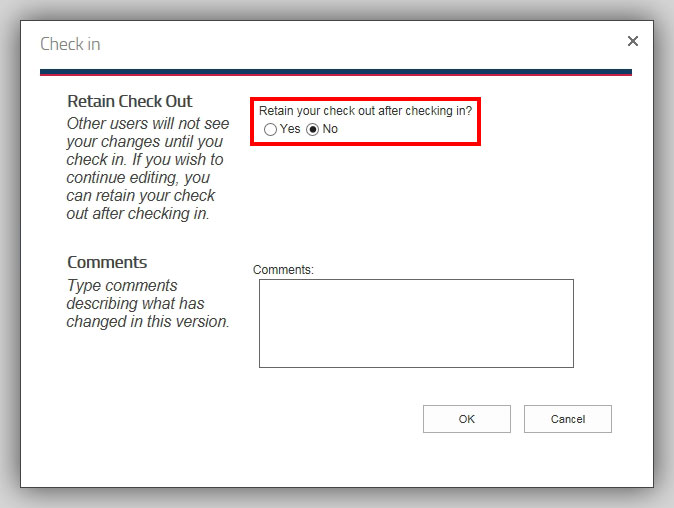 Check in
Retain Check Out
Other users will not see
your changes until you
check in. If you wish to
continue editing, you
can retain your check
out after checking in.
Retain your check out after checking in?
Yes No
Comments
Type comments
describing what has
changed in this version.
Comments:
OK Cancel